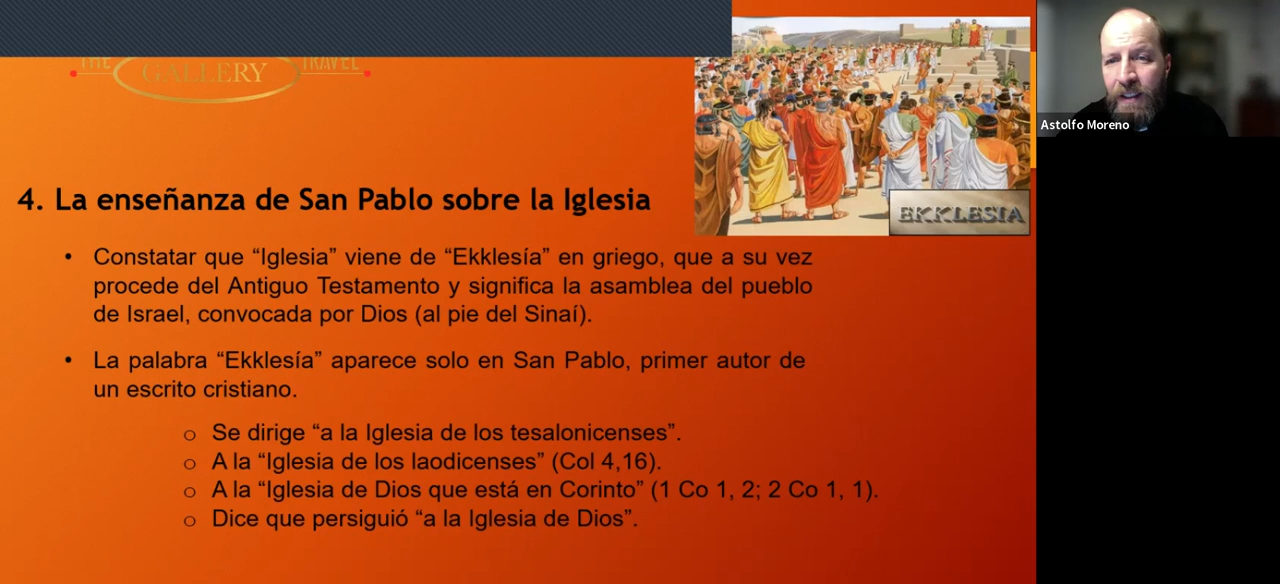 THE GALLERY TRAVEL
EKKLESIA
Astolfo Moreno
4. La enseñanza de San Pablo sobre la Iglesia
• Constatar que “Iglesia” viene de “Ekklesía” en griego, que a su vez
procede del Antiguo Testamento y significa la asamblea del pueblo
de Israel, convocada por Dios (al pie del Sinaí).
• La palabra “Ekklesía” aparece solo en San Pablo, primer autor de
un escrito cristiano.
o Se dirige “a la Iglesia de los tesalonicenses”.
o A la “Iglesia de los laodicenses” (Col 4,16).
o A la “Iglesia de Dios que está en Corinto” (1 Co 1, 2; 2 Co 1, 1).
o Dice que persiguió “a la Iglesia de Dios”.